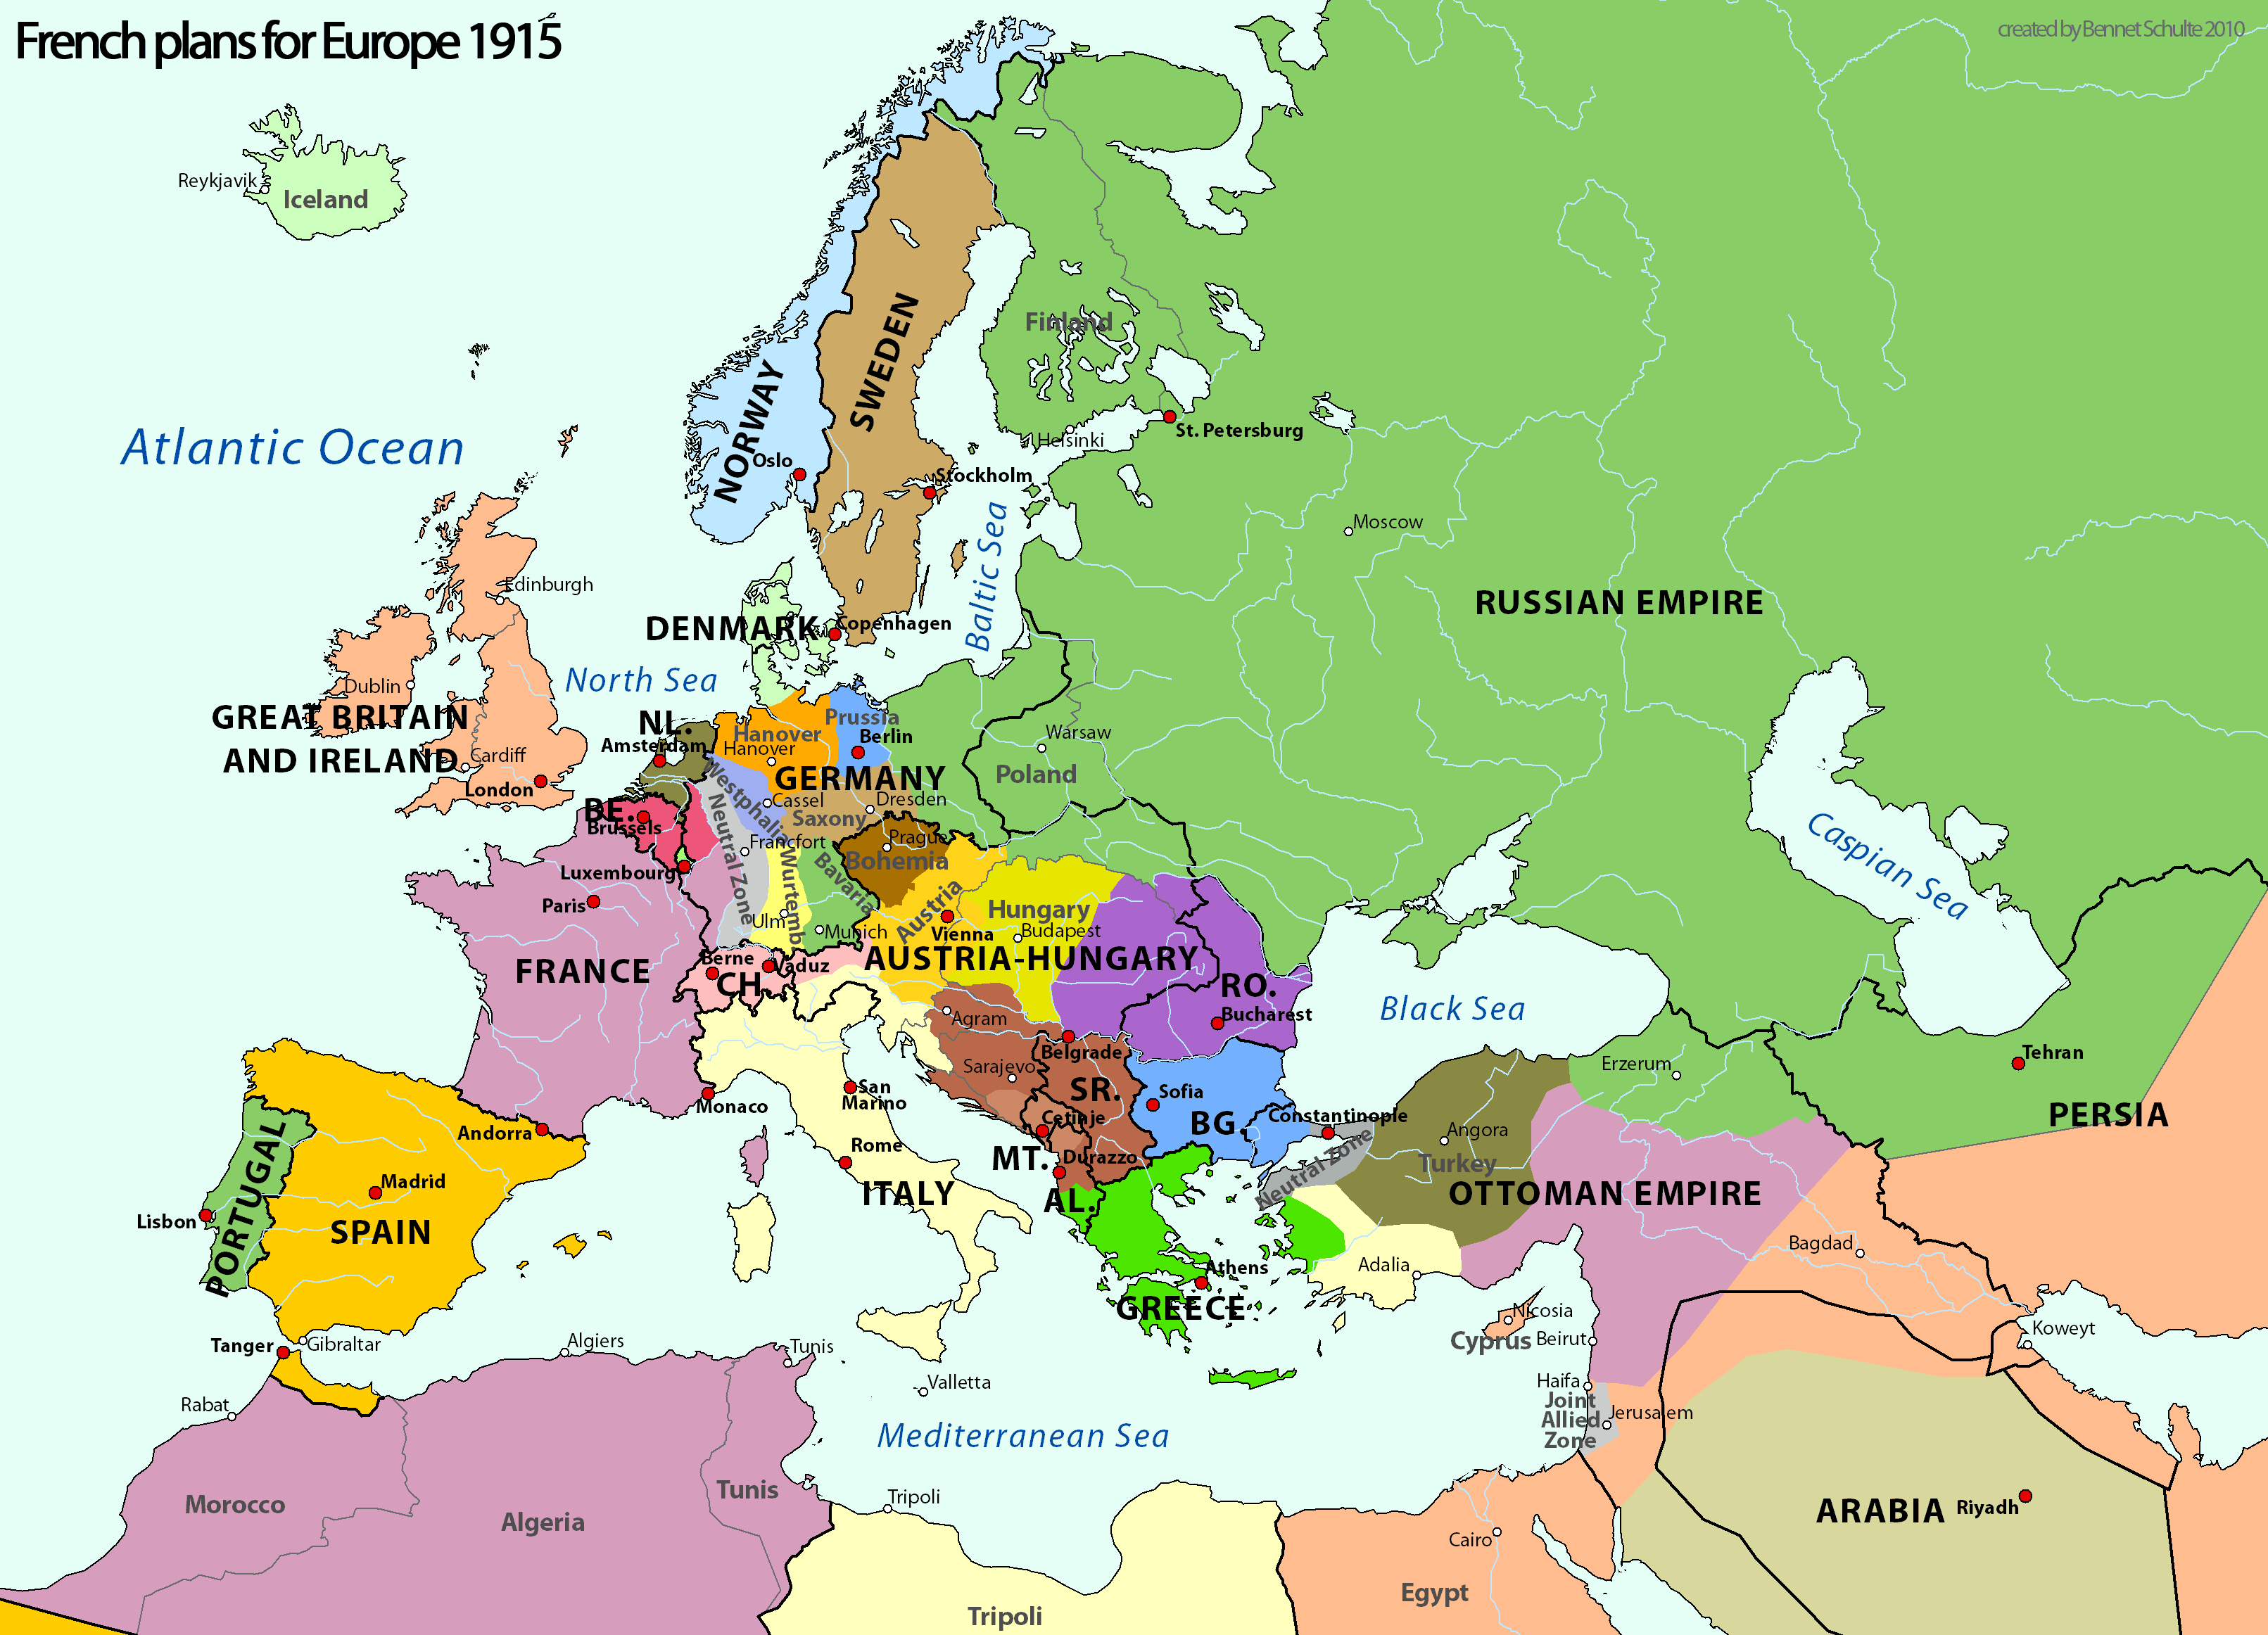 French plans for Europe 1915
created by Bennet Schulte 2010
Reykjavik
Iceland
Atlantic Ocean
NORWAY
Oslo
SWEDEN
Stockholm
Finland
Helsinki
St. Petersburg
Moscow
RUSSIAN EMPIRE
Baltic Sea
North Sea
DENMARK
Copenhagen
Edinburgh
Dublin
GREAT BRITAIN
AND IRELAND
Cardiff
London
NL.
Amsterdam
BE.
Brussels
Luxembourg
Paris
FRANCE
Prussia
Berlin
Hanover
Hanover
GERMANY
Westphalia
Cassel
Dresden
Saxony
Neutral Zone
Francfort
Wurtemb.
Ulm
Bavaria
Munich
Prague
Bohemia
Warsaw
Poland
Austria
Vienna
Hungary
Budapest
AUSTRIA-HUNGARY
Berne
Vaduz
CH.
RO.
Bucharest
Agram
Belgrade
Sarajevo
SR.
Cetinje
MT.
Durazzo
AL.
Sofia
BG.
Constantinople
Neutral Zone
Black Sea
Caspian Sea
Monaco
San
Marino
Rome
ITALY
Andorra
Madrid
SPAIN
PORTUGAL
Lisbon
Tanger
Gibraltar
Rabat
Algiers
Tunis
Valletta
Mediterranean Sea
Morocco
Algeria
Tunis
Tripoli
Tripoli
Athens
GREECE
Angora
Turkey
OTTOMAN EMPIRE
Adalia
Erzerum
Tehran
PERSIA
Bagdad
Nicosia
Cyprus
Beirut
Haifa
Joint
Allied
Zone
Jerusalem
Koweyt
ARABIA
Riyadh
Cairo
Egypt